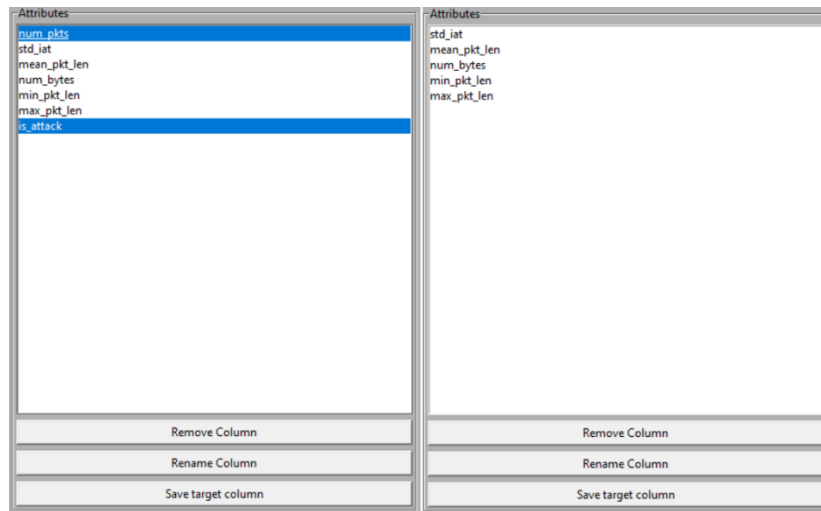 Attributes
num_pkts
std_iat
mean_pkt_len
num_bytes
min_pkt_len
max_pkt_len
is_attack
Remove Column
Rename Column
Save target column
Attributes
std_iat
mean_pkt_len
num_bytes
min_pkt_len
max_pkt_len
Remove Column
Rename Column
Save target column